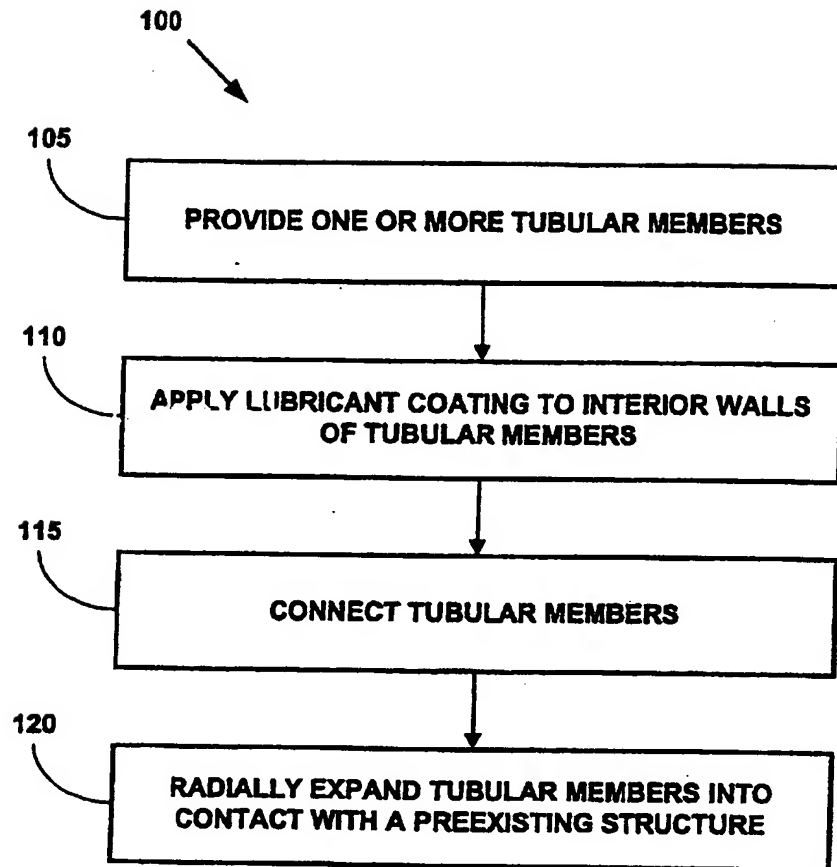 100
105
PROVIDE ONE OR MORE TUBULAR MEMBERS
110
APPLY LUBRICANT COATING TO INTERIOR WALLS
OF TUBULAR MEMBERS
115
CONNECT TUBULAR MEMBERS
120
RADIALLY EXPAND TUBULAR MEMBERS INTO
CONTACT WITH A PREEXISTING STRUCTURE